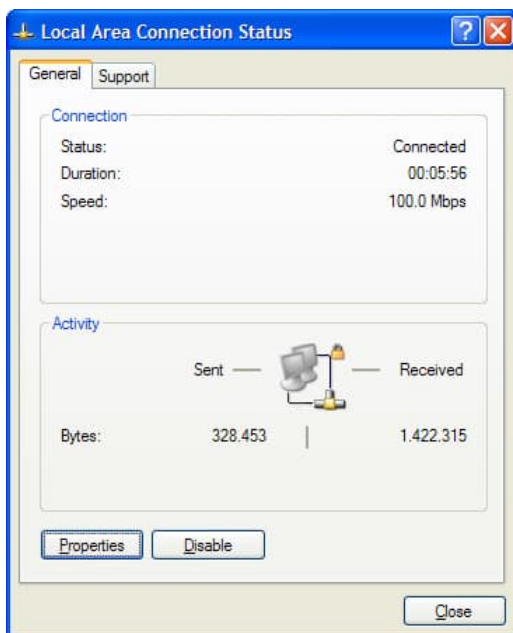 Local Area Connection Status
General Support
Connection
Status: Connected
Duration: 00:05:56
Speed: 100.0 Mbps
Activity
Sent Received
Bytes: 328.453 1.422.315
Properties Disable
Close